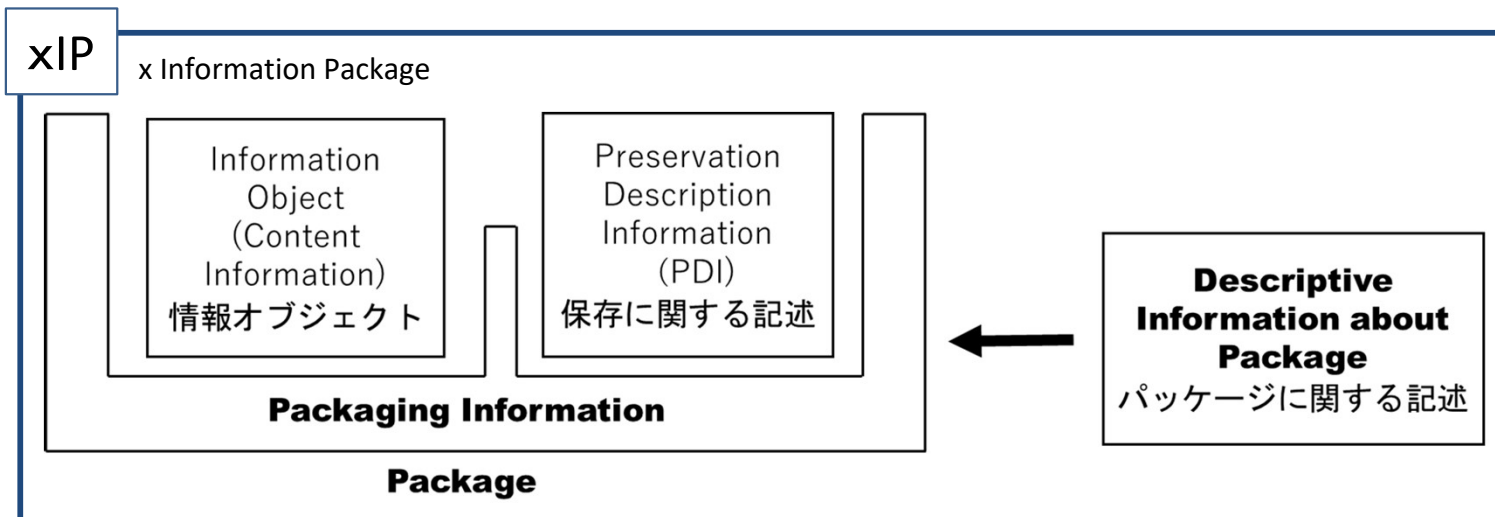 xIP
x Information Package
Information
Object
(Content
Information)
情報オブジェクト
Preservation
Description
Information
(PDI)
保存に関する記述
Packaging Information
Package
Descriptive
Information about
Package
パッケージに関する記述